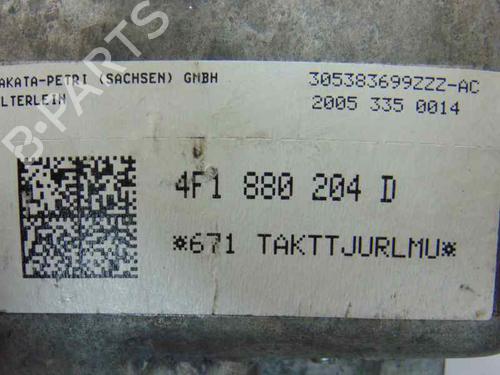 AKATA-PETRI (SACHSEN) GMBH
LTERLEIN
305383699ZZZ-AC
2005 335 0014
4F1 880 204 D
*671 TAKTTJURLMU*
B-PARTS